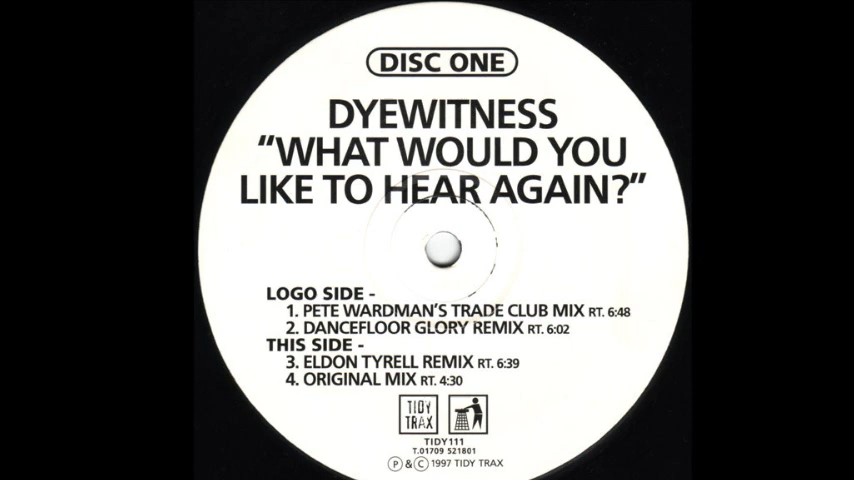 DISC ONE
DYEWITNESS
“WHAT WOULD YOU
LIKE TO HEAR AGAIN?”
LOGO SIDE -
1. PETE WARDMAN'S TRADE CLUB MIX RT. 6:48
2. DANCEFLOOR GLORY REMIX RT. 6:02
THIS SIDE -
3. ELDON TYRELL REMIX RT. 6:39
4. ORIGINAL MIX RT. 4:30
TIDY
TRAX
TIDY111
T.01709 521801
Ⓟ & © 1997 TIDY TRAX